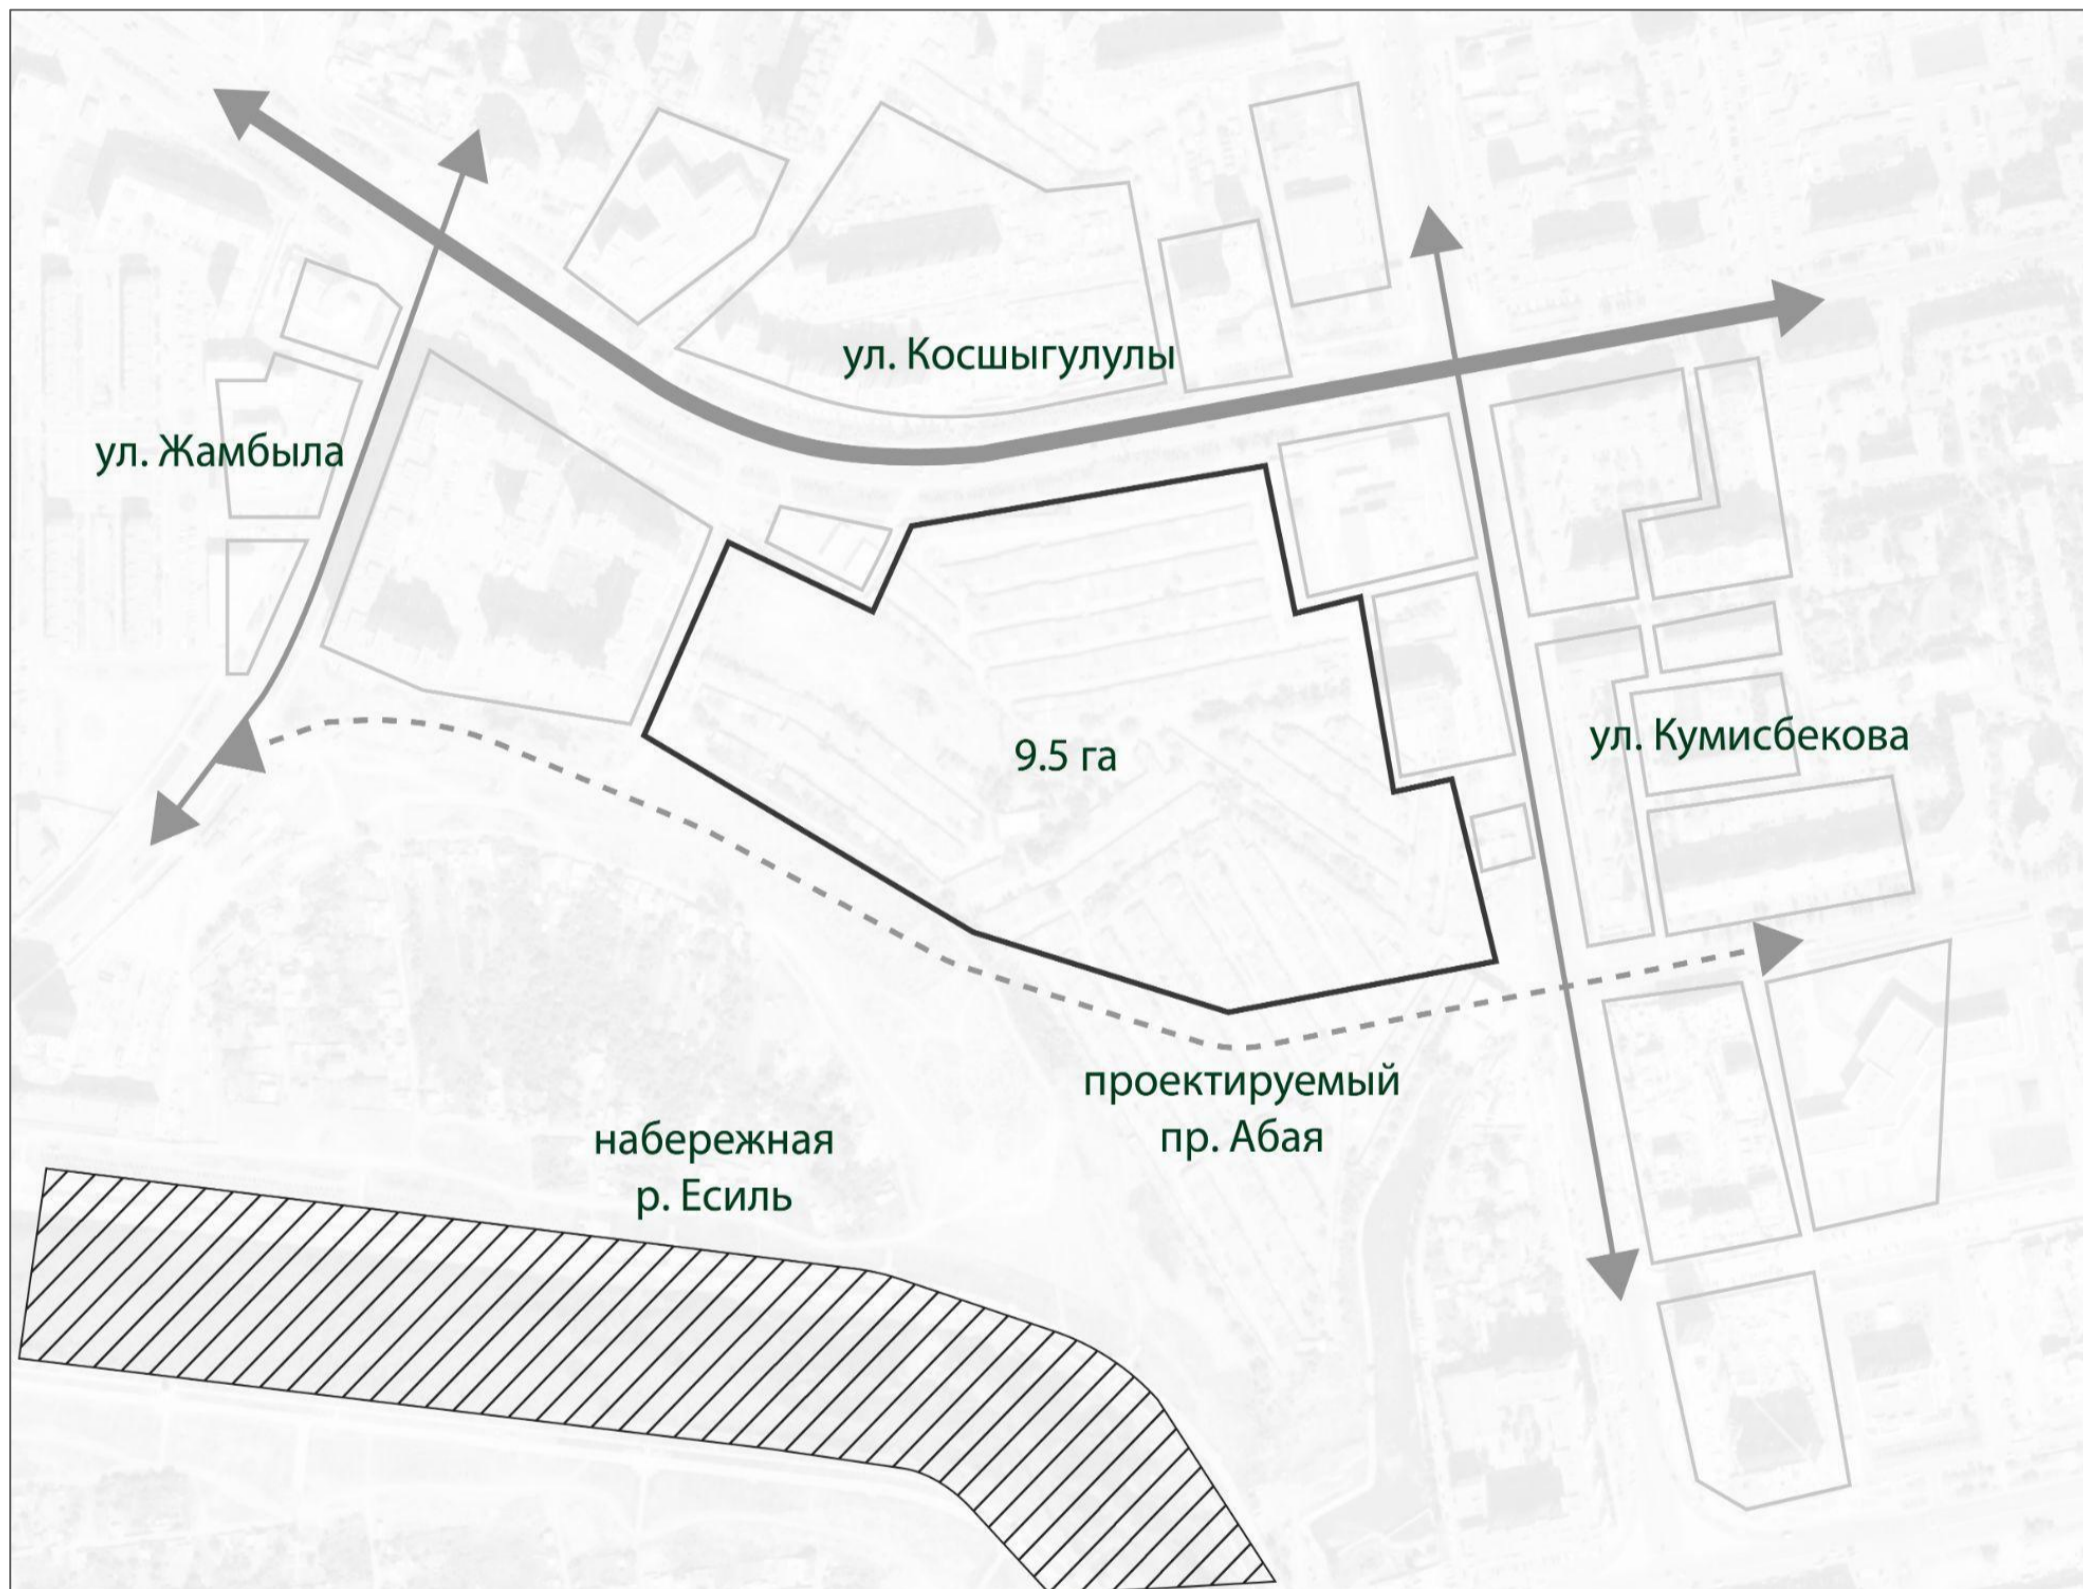 ул. Косшыгулулы
ул. Жамбыла
ул. Кумисбекова
9.5 га
проектируемый
пр. Абая
набережная
р. Есиль